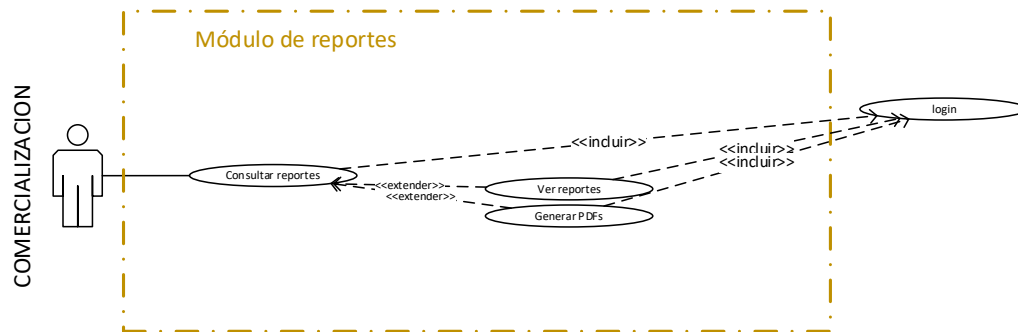 Módulo de reportes
COMERCIALIZACION
login
<<incluir>>
<<incluir>>
<<incluir>>
Consultar reportes
<<extender>>
<<extender>>
Ver reportes
Generar PDFs